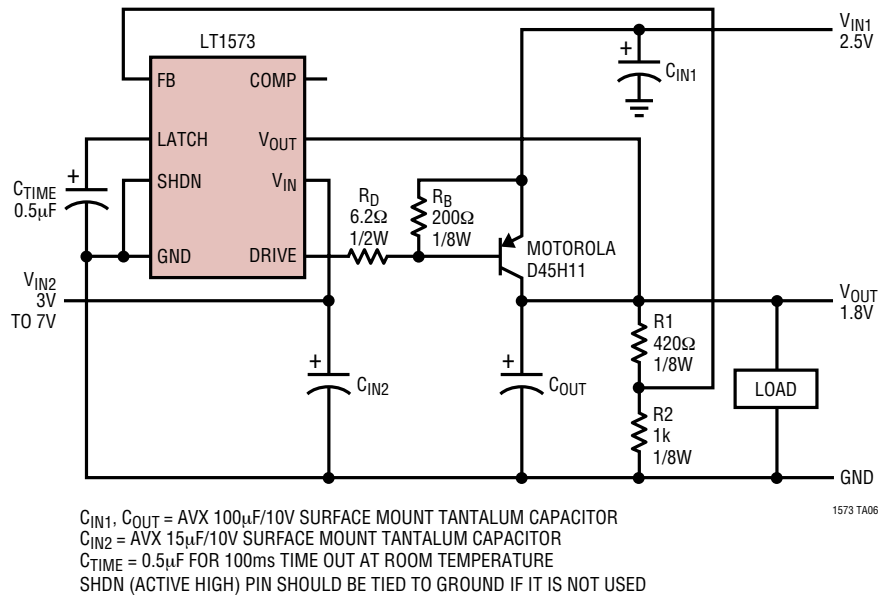 LT1573
FB
COMP
LATCH
V_OUT
SHDN
V_IN
GND
DRIVE
+
C_TIME
0.5µF
V_IN2
3V
TO 7V
R_D
6.2Ω
1/2W
R_B
200Ω
1/8W
+
C_IN1
V_IN1
2.5V
MOTOROLA
D45H11
V_OUT
1.8V
+
C_IN2
+
C_OUT
R1
420Ω
1/8W
R2
1k
1/8W
LOAD
GND
1573 TA06
C_IN1, C_OUT = AVX 100µF/10V SURFACE MOUNT TANTALUM CAPACITOR
C_IN2 = AVX 15µF/10V SURFACE MOUNT TANTALUM CAPACITOR
C_TIME = 0.5µF FOR 100ms TIME OUT AT ROOM TEMPERATURE
SHDN (ACTIVE HIGH) PIN SHOULD BE TIED TO GROUND IF IT IS NOT USED